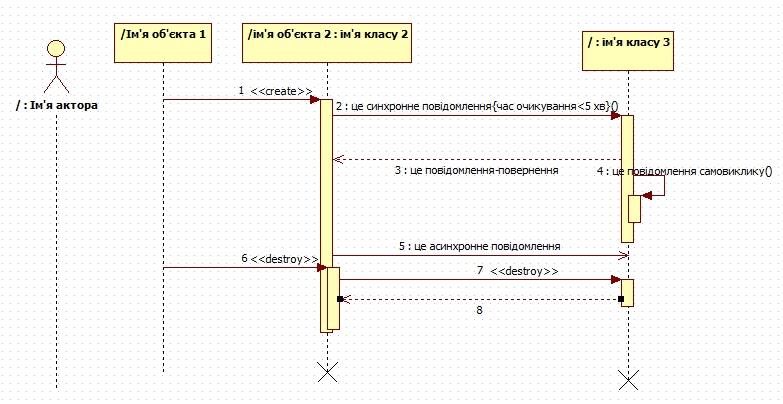 /Ім'я об'єкта 1
/ім'я об'єкта 2 : ім'я класу 2
/ : ім'я класу 3
/ : Ім'я актора
1 <<create>>
2 : це синхронне повідомлення{час очикування<5 хв}()
3 : це повідомлення-повернення
4 : це повідомлення самовиклику()
5 : це асинхронне повідомлення
6 <<destroy>>
7 <<destroy>>
8